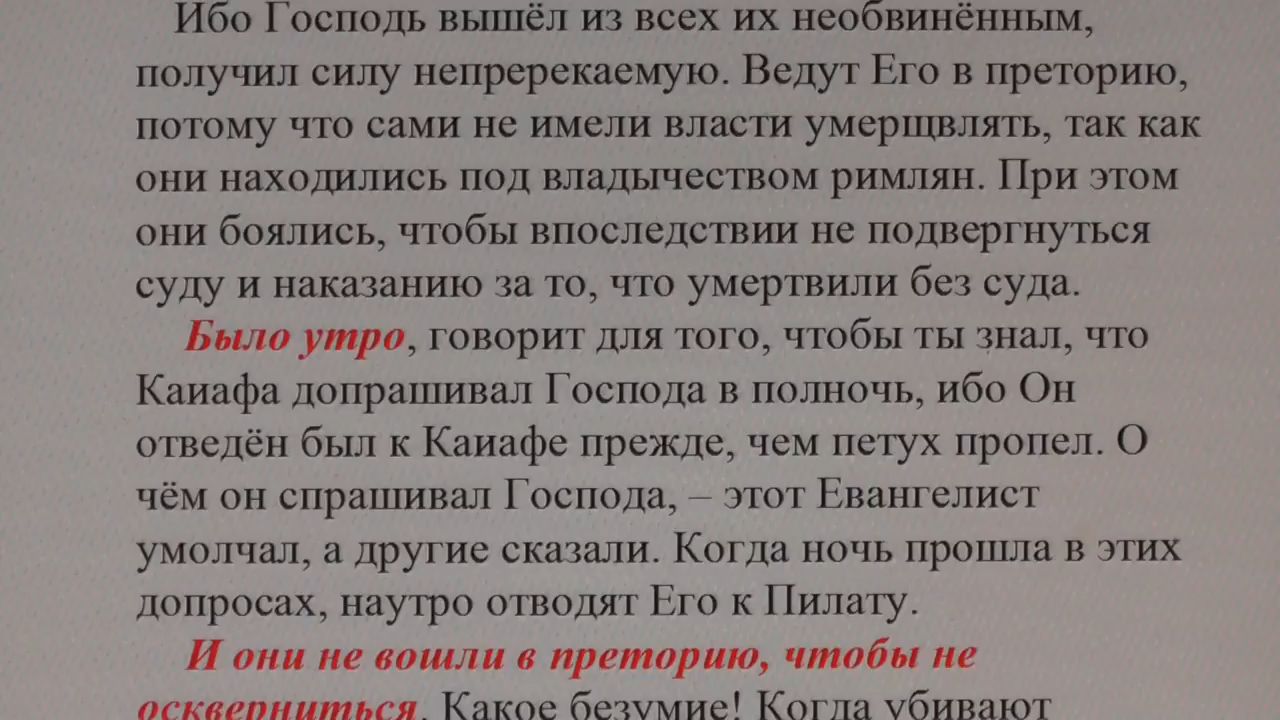 Ибо Господь вышёл из всех их необвинённым,
получил силу непререкаемую. Ведут Его в преторию,
потому что сами не имели власти умерщвлять, так как
они находились под владычеством римлян. При этом
они боялись, чтобы впоследствии не подвергнуться
суду и наказанию за то, что умертвили без суда.
Было утро, говорит для того, чтобы ты знал, что
Каиафа допрашивал Господа в полночь, ибо Он
отведён был к Каиафе прежде, чем петух пропел. О
чём он спрашивал Господа, – этот Евангелист
умолчал, а другие сказали. Когда ночь прошла в этих
допросах, наутро отводят Его к Пилату.
И они не вошли в преторию, чтобы не
оскверниться. Какое безумие! Когда убивают